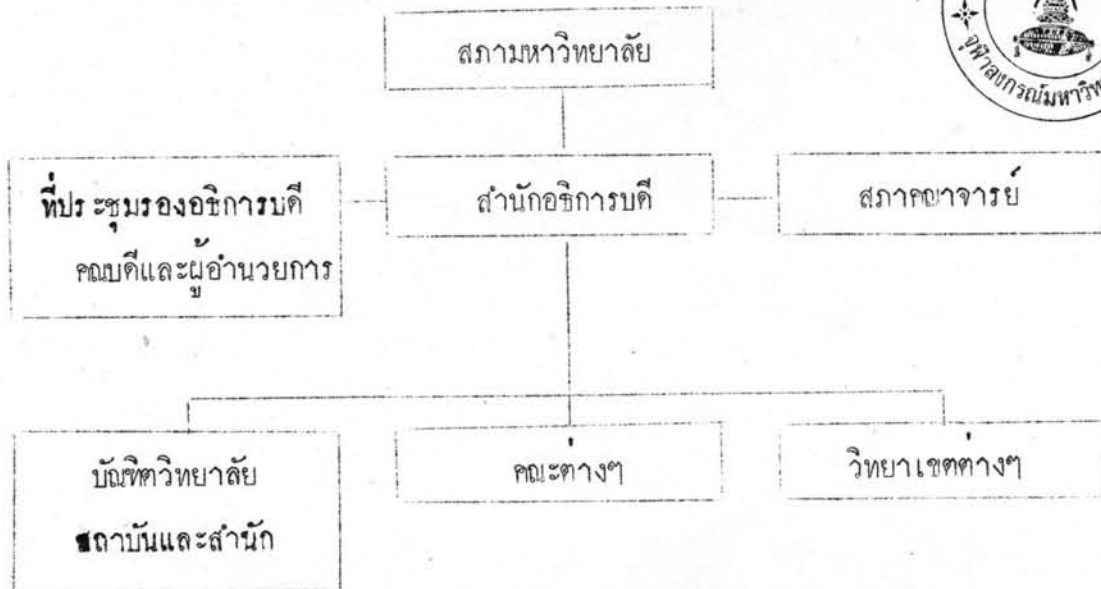 สภามหาวิทยาลัย
ที่ประชุมรองอธิการบดี
คณบดีและผู้อำนวยการ
สำนักอธิการบดี
สภาคณาจารย์
บัณฑิตวิทยาลัย
สถาบันและสำนัก
คณะต่างๆ
วิทยาเขตต่างๆ